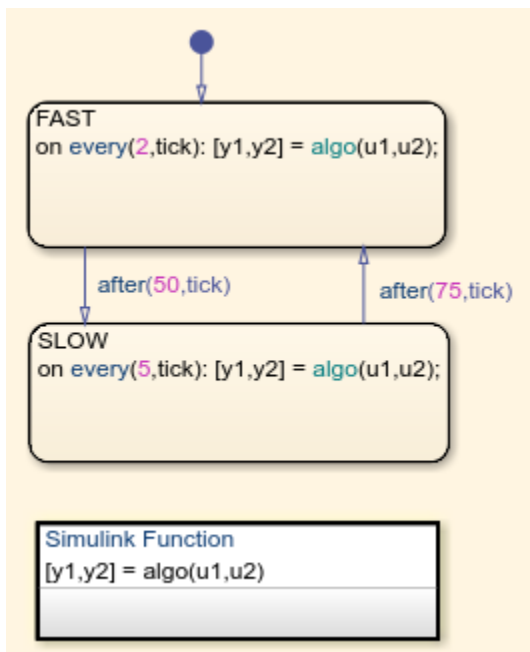 FAST
on every(2,tick): [y1,y2] = algo(u1,u2);
after(50,tick)
after(75,tick)
SLOW
on every(5,tick): [y1,y2] = algo(u1,u2);
Simulink Function
[y1,y2] = algo(u1,u2)